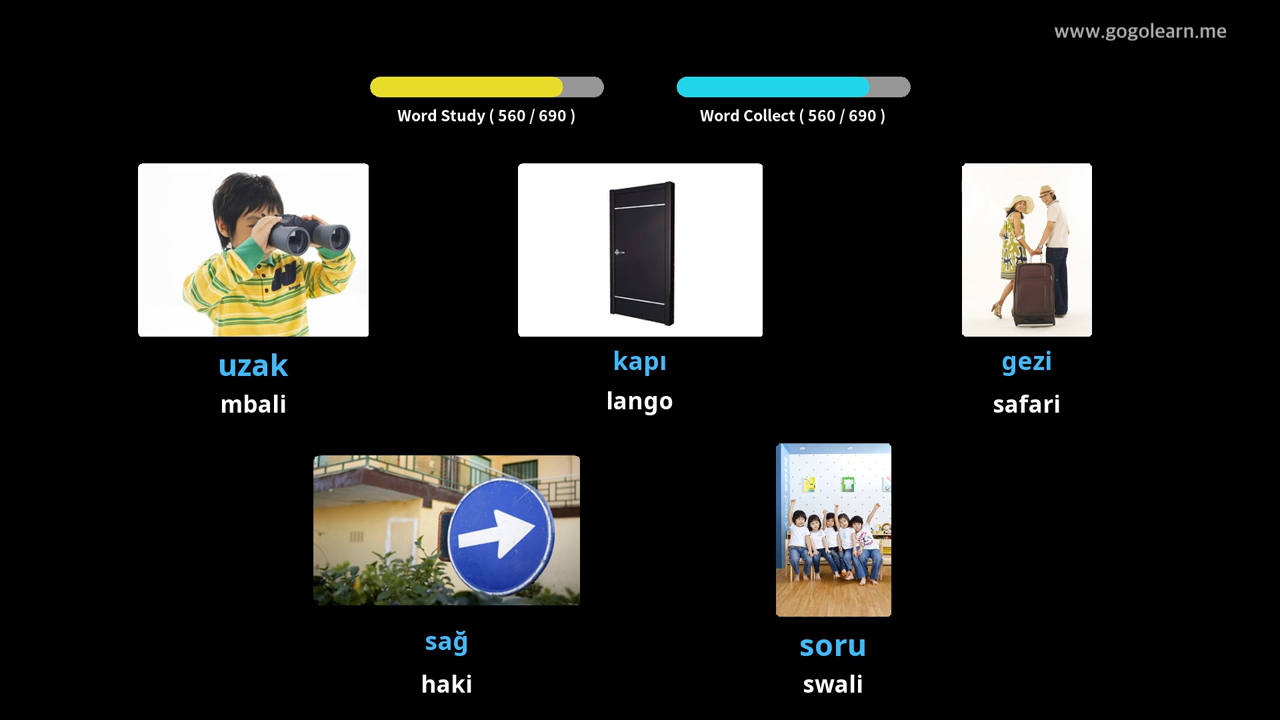 www.gogolearn.me
Word Study ( 560 / 690 )
Word Collect ( 560 / 690 )
uzak
mbali
kapı
lango
gezi
safari
sağ
haki
soru
swali